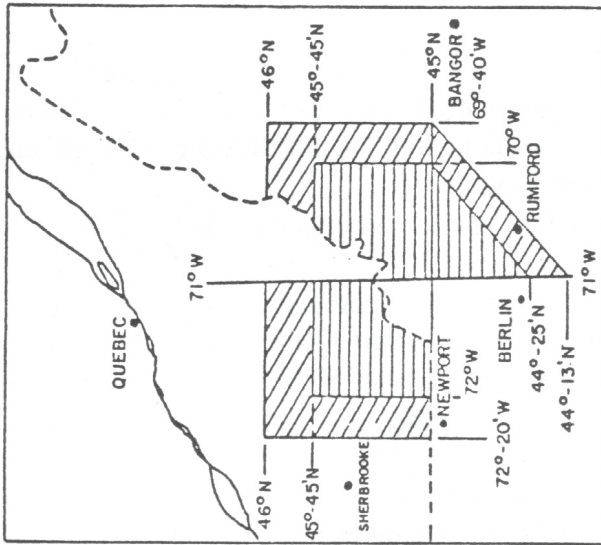 QUEBEC
71° W
46° N
45°-45'N
46° N
45°-45'N
SHERBROOKE
45° N
BANGOR
69°-40'W
70° W
NEWPORT
72° W
72°-20'W
BERLIN
RUMFORD
44°-25'N
44°-13'N
71° W